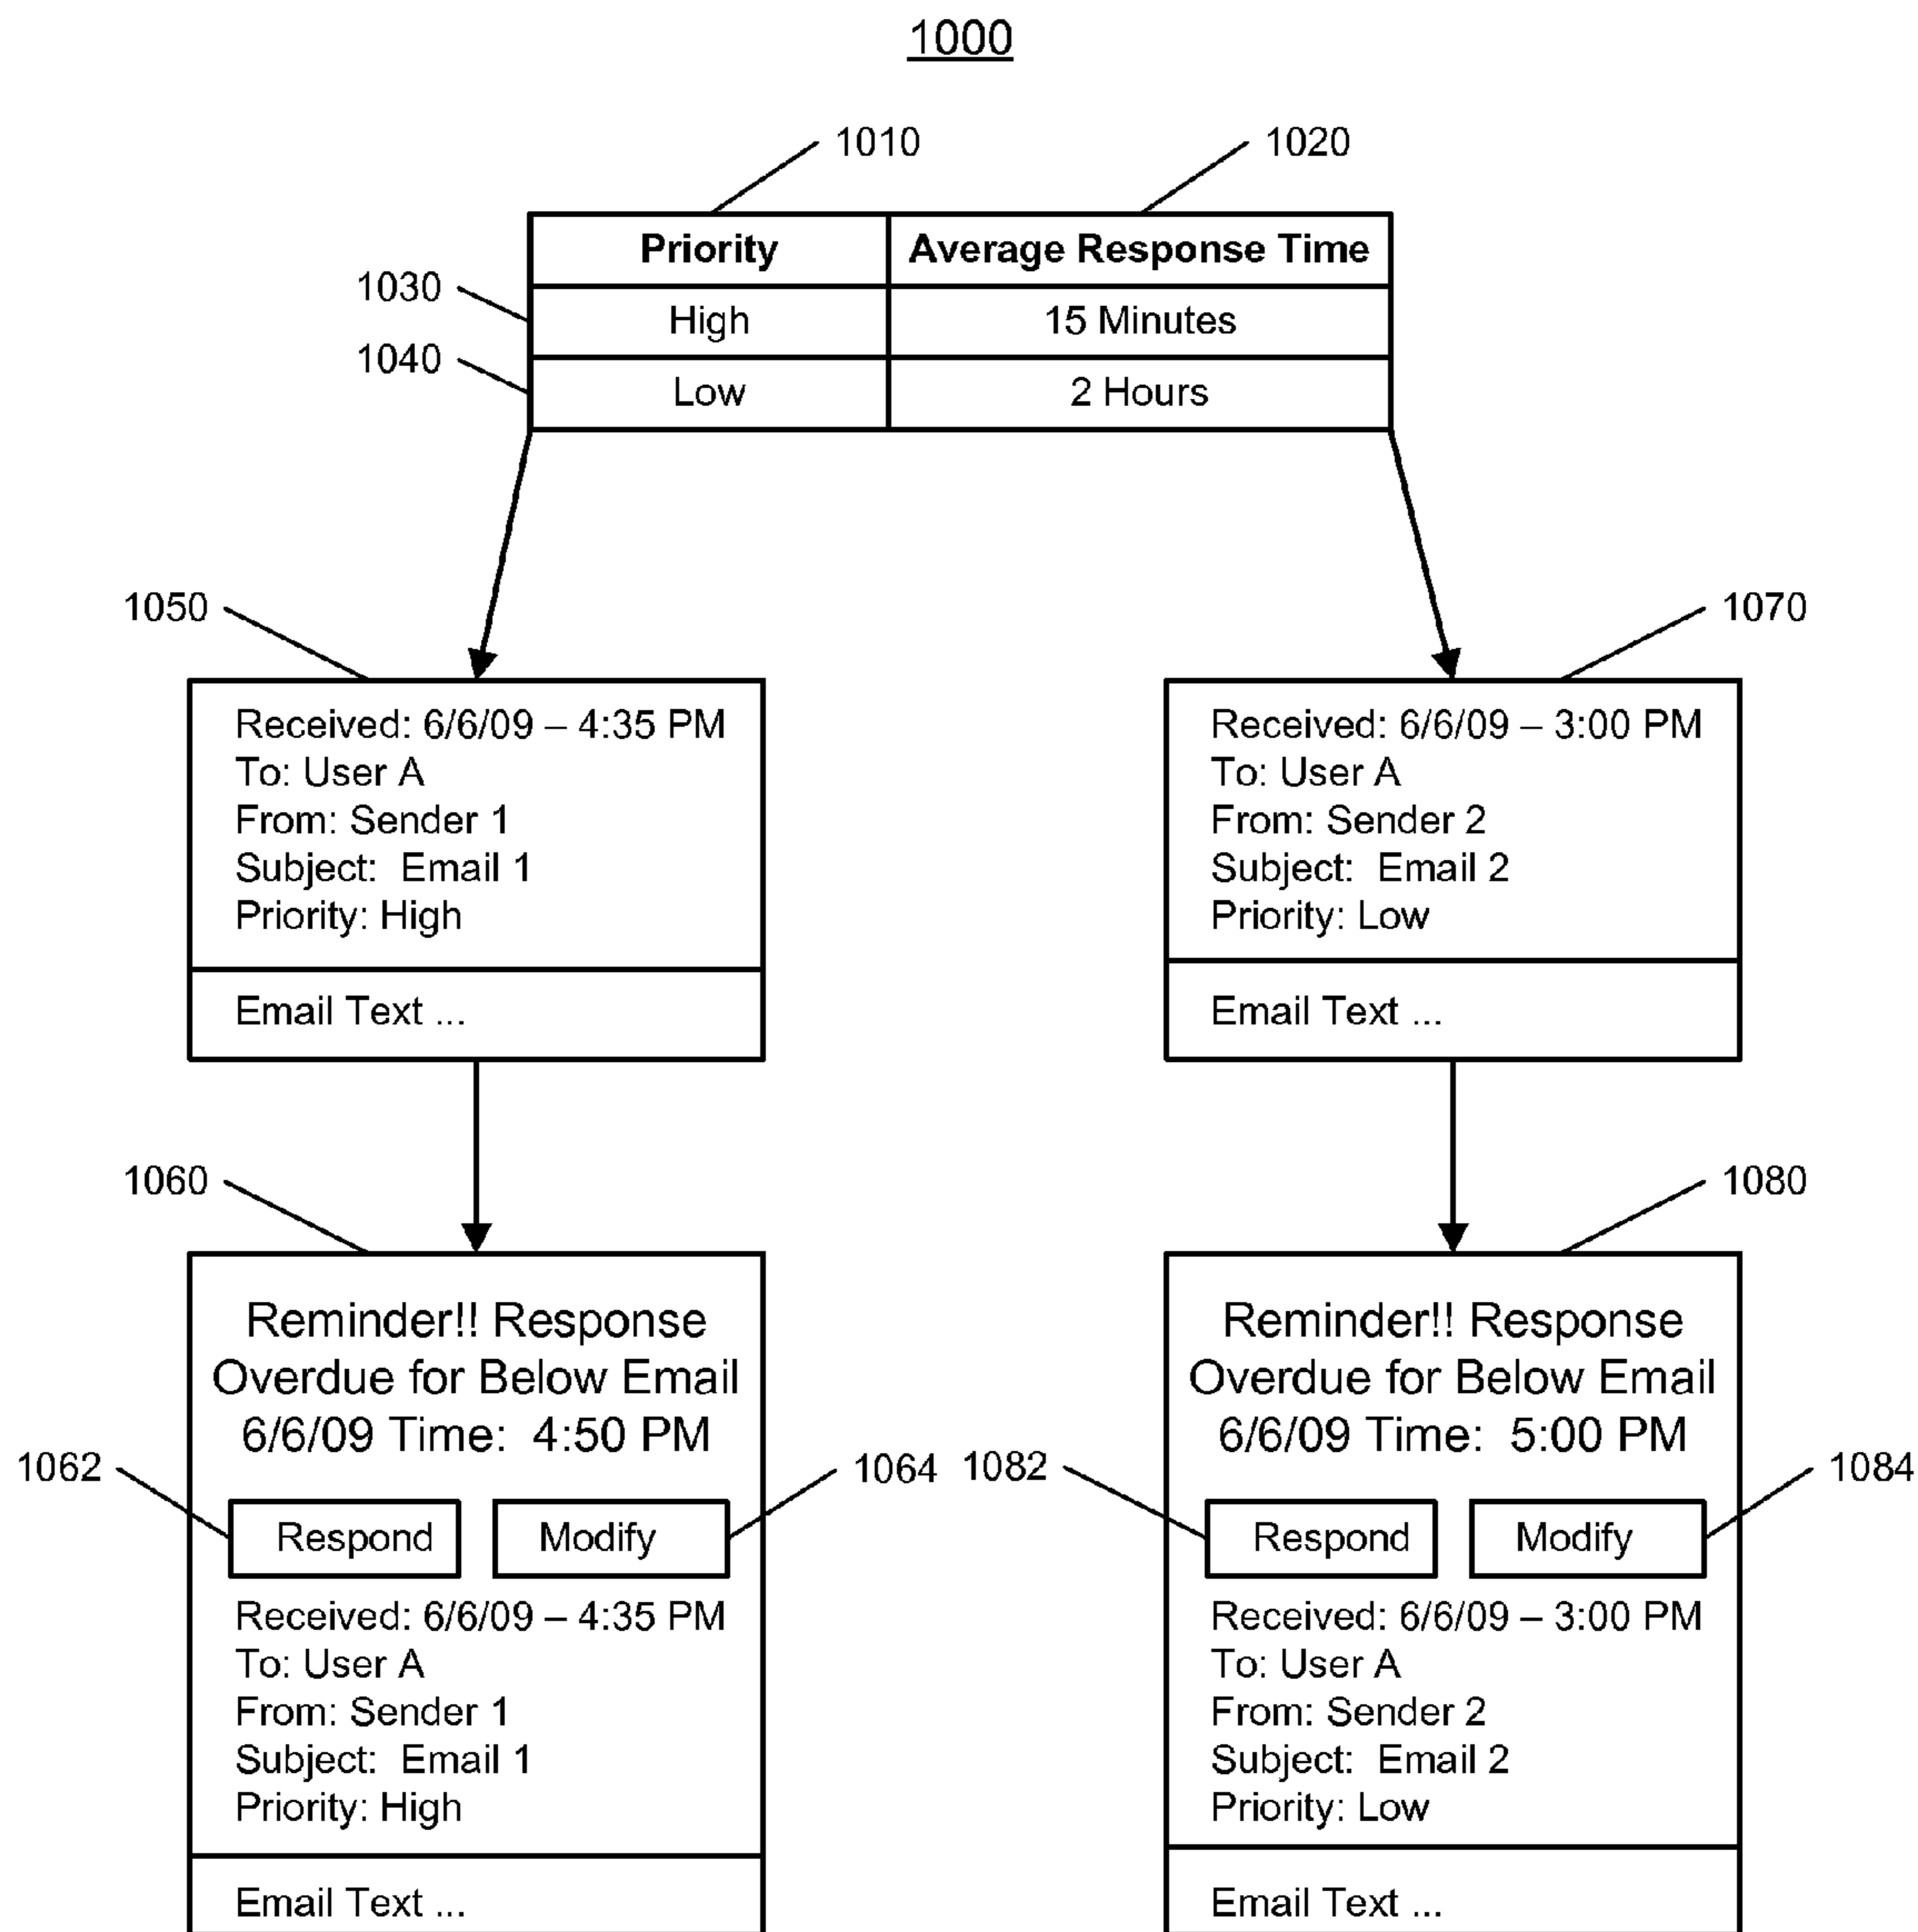 1000
1010
1020
Priority
Average Response Time
1030
High
15 Minutes
1040
Low
2 Hours
1050
Received: 6/6/09 – 4:35 PM
To: User A
From: Sender 1
Subject:  Email 1
Priority: High
Email Text ...
1070
Received: 6/6/09 – 3:00 PM
To: User A
From: Sender 2
Subject:  Email 2
Priority: Low
Email Text ...
1060
Reminder!! Response
Overdue for Below Email
6/6/09 Time:  4:50 PM
1062
1064
Respond
Modify
Received: 6/6/09 – 4:35 PM
To: User A
From: Sender 1
Subject:  Email 1
Priority: High
Email Text ...
1080
Reminder!! Response
Overdue for Below Email
6/6/09 Time:  5:00 PM
1082
1084
Respond
Modify
Received: 6/6/09 – 3:00 PM
To: User A
From: Sender 2
Subject:  Email 2
Priority: Low
Email Text ...